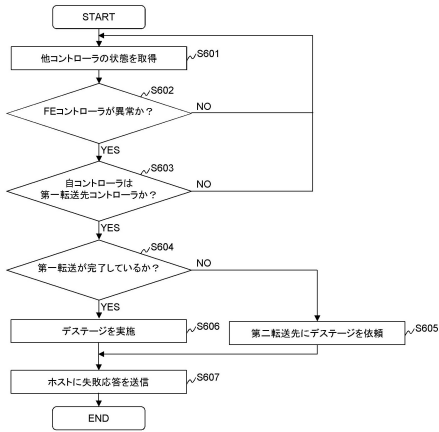 START
他コントローラの状態を取得
S601
FEコントローラが異常か？
S602
NO
YES
自コントローラは
第一転送先コントローラか？
S603
NO
YES
第一転送が完了しているか？
S604
NO
YES
デステージを実施
S606
第二転送先にデステージを依頼
S605
ホストに失敗応答を送信
S607
END